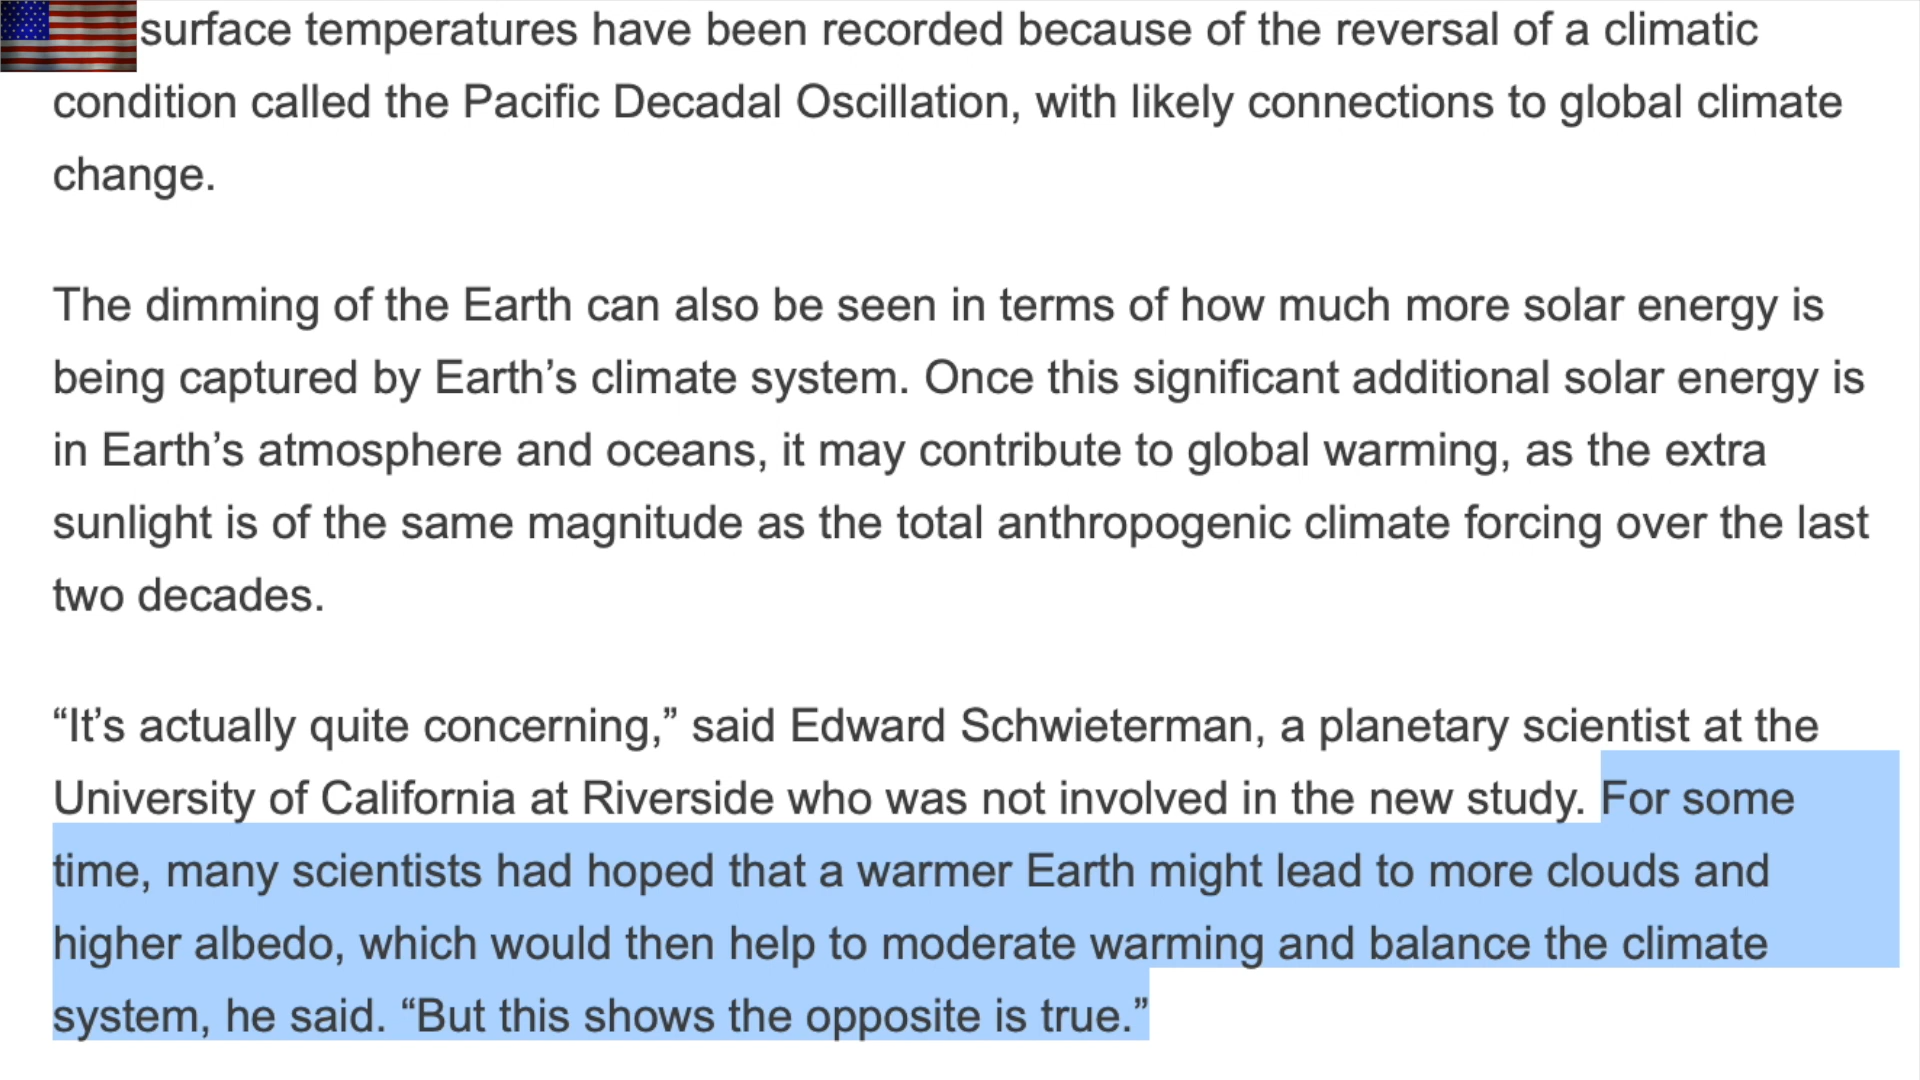 surface temperatures have been recorded because of the reversal of a climatic
condition called the Pacific Decadal Oscillation, with likely connections to global climate
change.
The dimming of the Earth can also be seen in terms of how much more solar energy is
being captured by Earth’s climate system. Once this significant additional solar energy is
in Earth’s atmosphere and oceans, it may contribute to global warming, as the extra
sunlight is of the same magnitude as the total anthropogenic climate forcing over the last
two decades.
“It’s actually quite concerning,” said Edward Schwieterman, a planetary scientist at the
University of California at Riverside who was not involved in the new study. For some
time, many scientists had hoped that a warmer Earth might lead to more clouds and
higher albedo, which would then help to moderate warming and balance the climate
system, he said. “But this shows the opposite is true.”